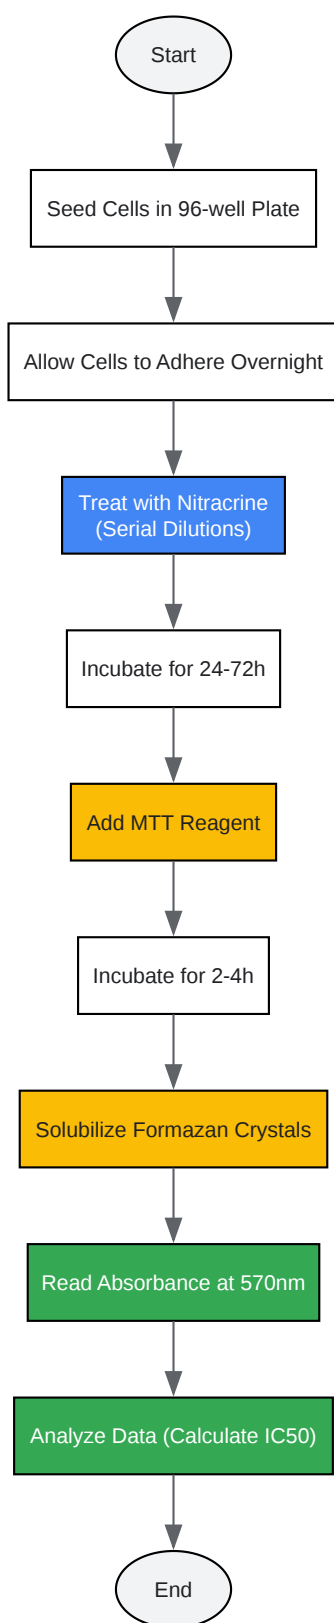 Start
Seed Cells in 96-well Plate
Allow Cells to Adhere Overnight
Treat with Nitracrine
(Serial Dilutions)
Incubate for 24-72h
Add MTT Reagent
Incubate for 2-4h
Solubilize Formazan Crystals
Read Absorbance at 570nm
Analyze Data (Calculate IC50)
End